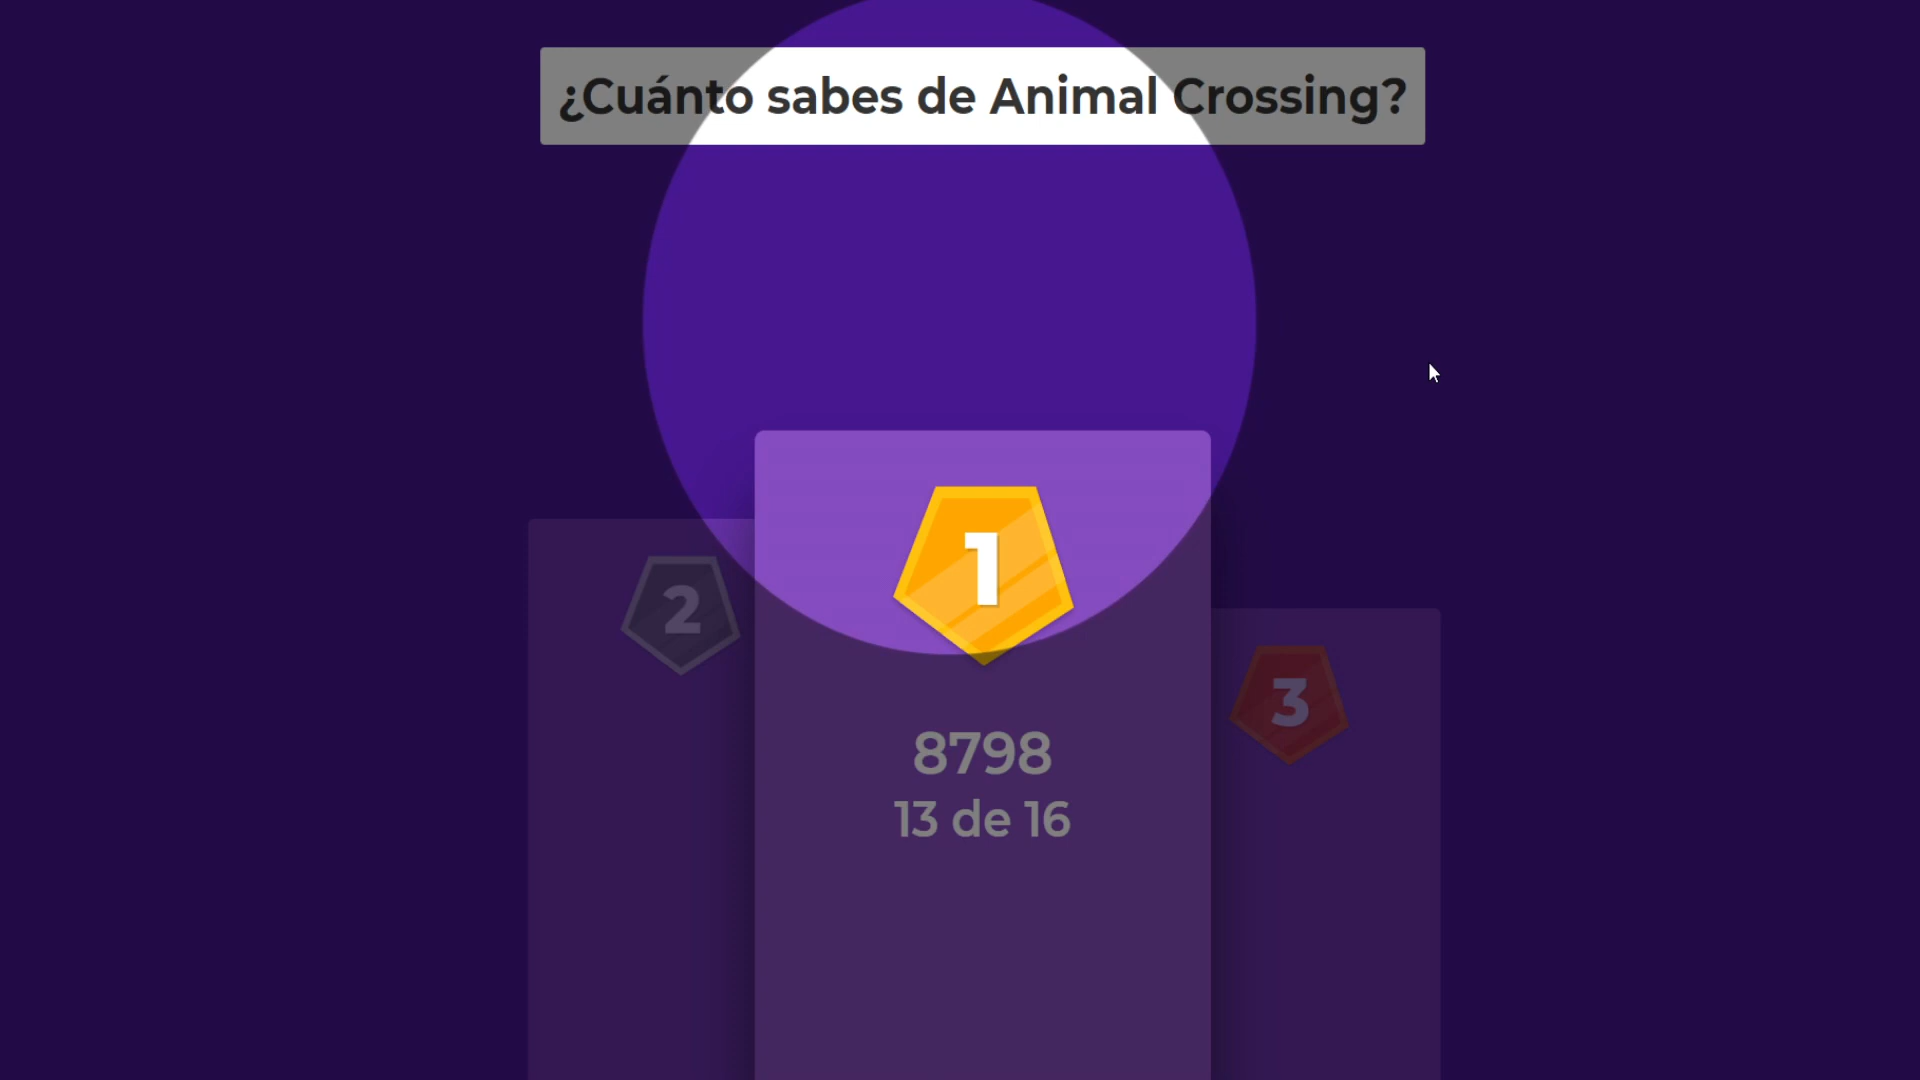 ¿Cuánto sabes de Animal Crossing?
1
2
3
8798
13 de 16